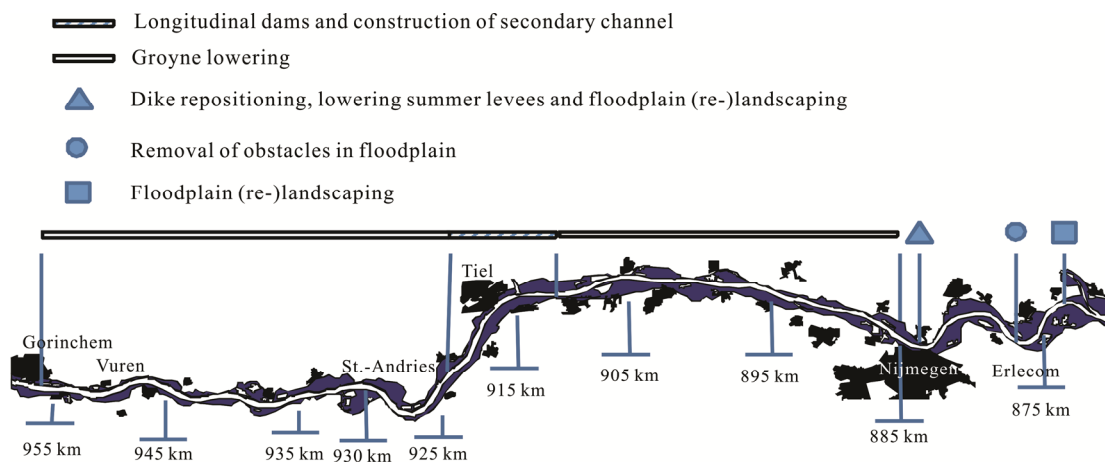 Longitudinal dams and construction of secondary channel
Groyne lowering
Dike repositioning, lowering summer levees and floodplain (re-)landscaping
Removal of obstacles in floodplain
Floodplain (re-)landscaping
Tiel
Gorinchem
Vuren
St.-Andries
Nijmegen
Erlecom
915 km
905 km
895 km
875 km
885 km
955 km
945 km
935 km
930 km
925 km